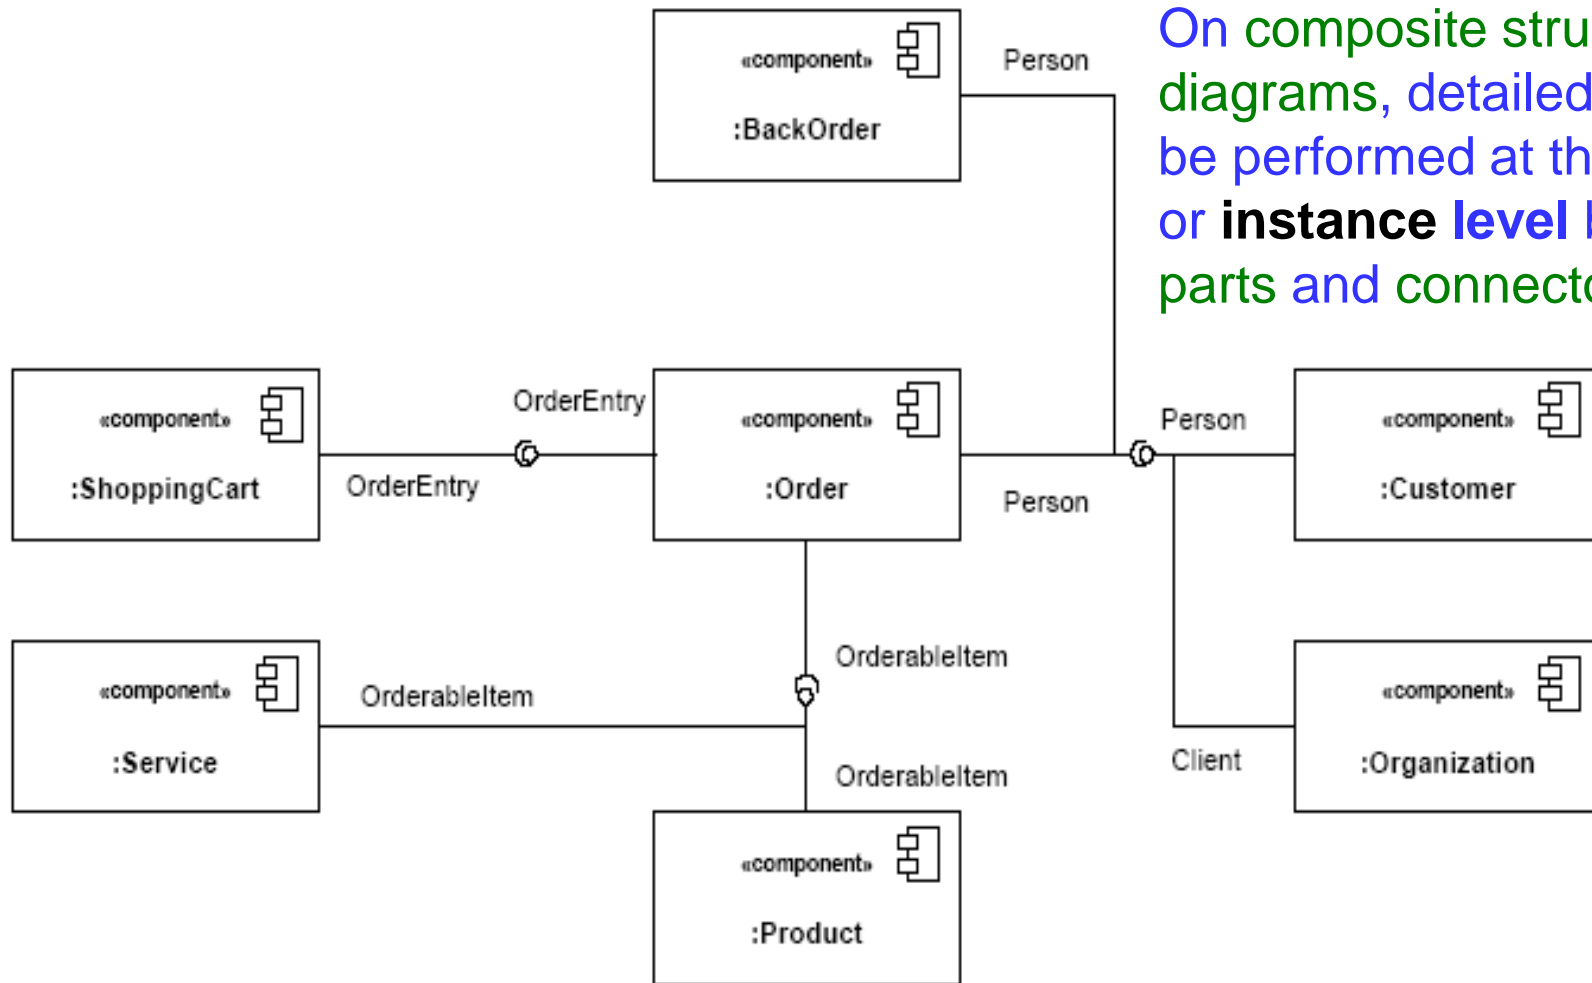 On composite stru
diagrams, detailed
be performed at th
or instance level b
parts and connecto
«component»
:BackOrder
Person
«component»
:ShoppingCart
OrderEntry
OrderEntry
«component»
:Order
Person
Person
«component»
:Customer
«component»
:Service
OrderableItem
OrderableItem
OrderableItem
Client
«component»
:Organization
«component»
:Product